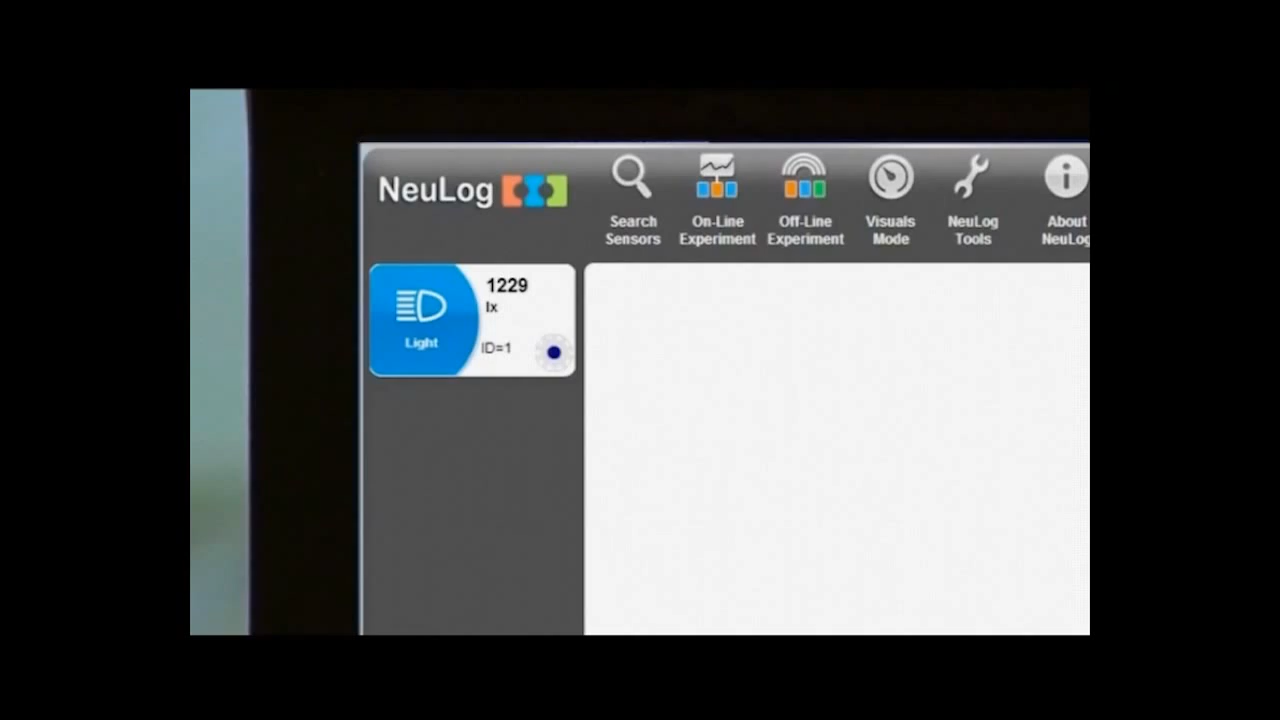 NeuLog
Search
Sensors
On-Line
Experiment
Off-Line
Experiment
Visuals
Mode
NeuLog
Tools
About
NeuLog
Light
1229
lx
ID=1